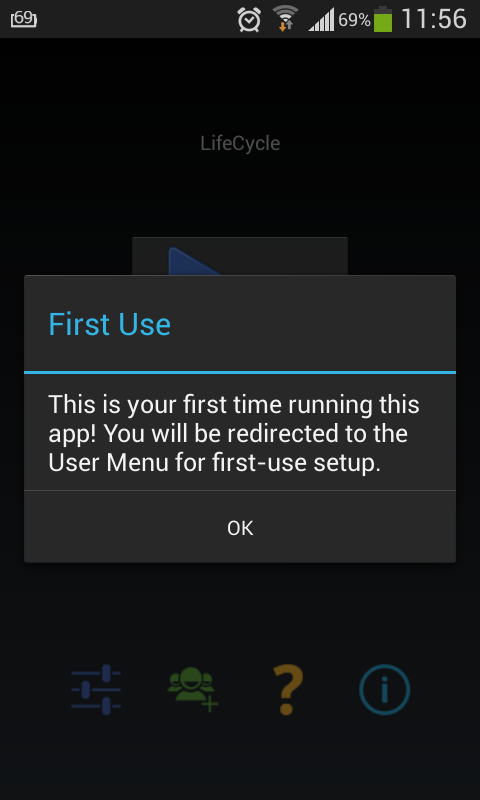 69
69% 11:56
LifeCycle
First Use
This is your first time running this
app! You will be redirected to the
User Menu for first-use setup.
OK